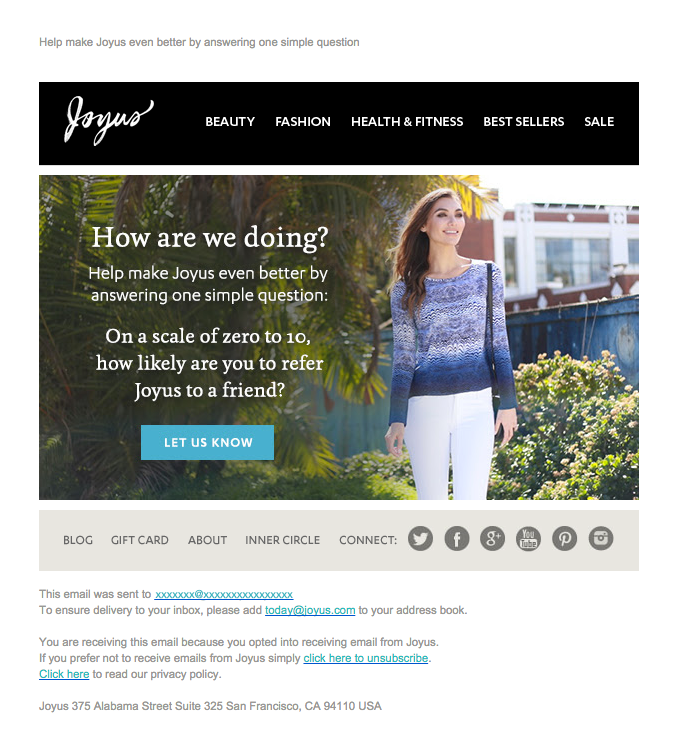 Help make Joyus even better by answering one simple question
Joyus
BEAUTY FASHION HEALTH & FITNESS BEST SELLERS SALE
How are we doing?
Help make Joyus even better by
answering one simple question:
On a scale of zero to 10,
how likely are you to refer
Joyus to a friend?
LET US KNOW
BLOG GIFT CARD ABOUT INNER CIRCLE CONNECT: f g+ You Tube
This email was sent to xxxxxxx@xxxxxxxxxxxxxxxx
To ensure delivery to your inbox, please add today@joyus.com to your address book.
You are receiving this email because you opted into receiving email from Joyus.
If you prefer not to receive emails from Joyus simply click here to unsubscribe.
Click here to read our privacy policy.
Joyus 375 Alabama Street Suite 325 San Francisco, CA 94110 USA